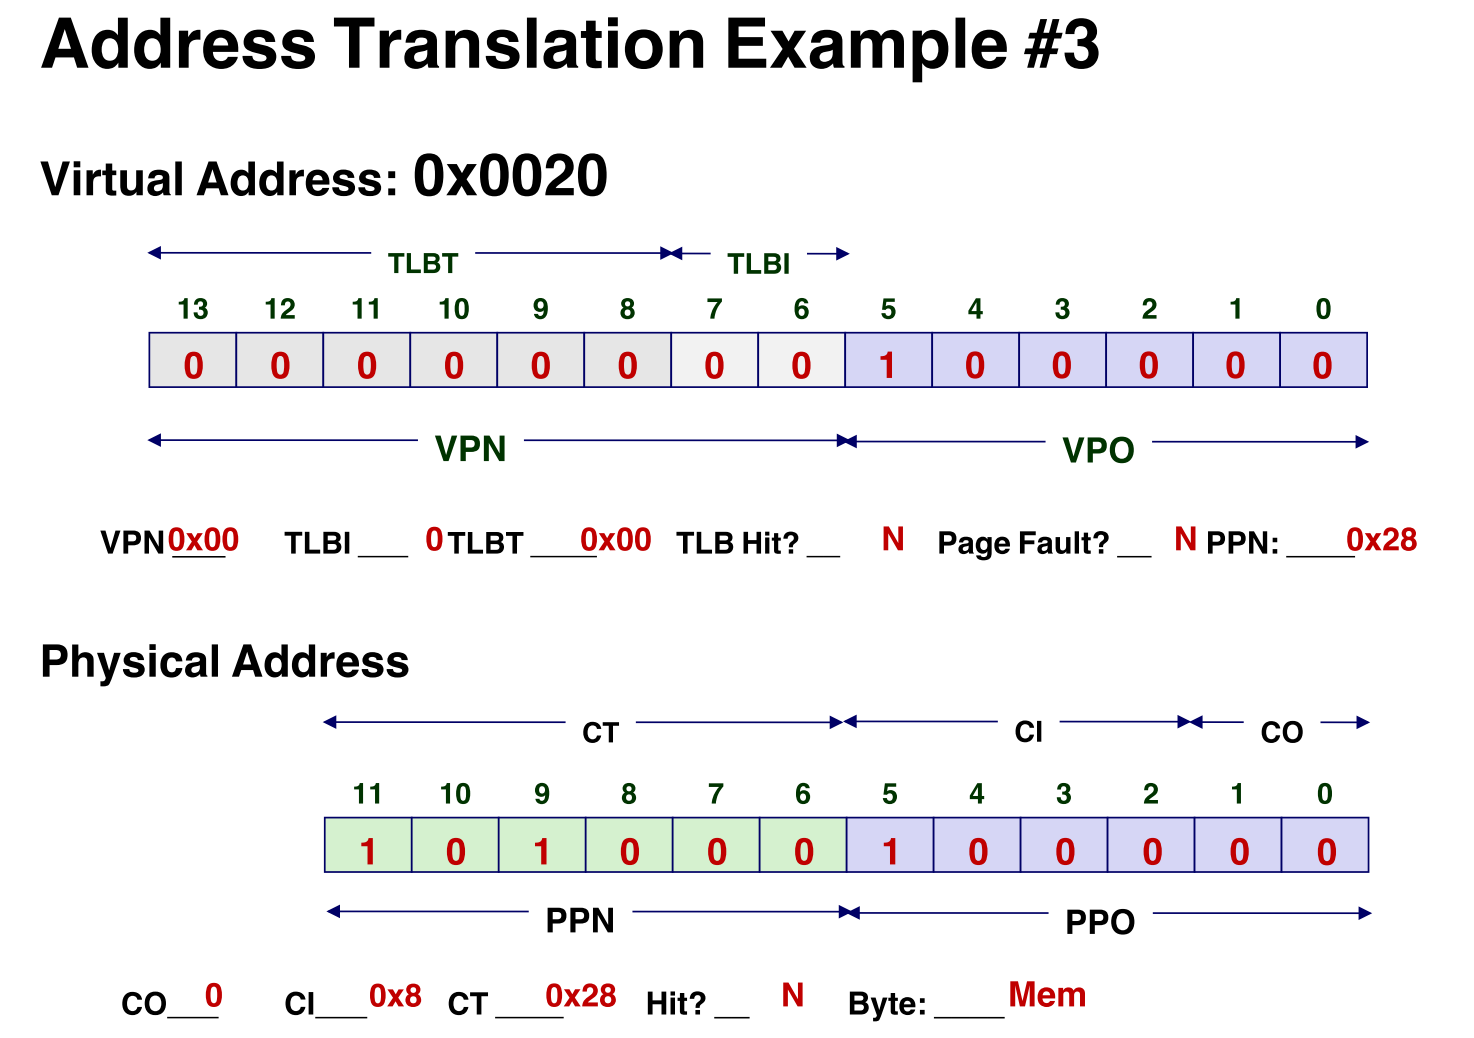 Address Translation Example #3
Virtual Address: 0x0020
TLBT TLBI
13 12 11 10 9 8 7 6 5 4 3 2 1 0
0 0 0 0 0 0 0 0 1 0 0 0 0 0
VPN VPO
VPN 0x00 TLBI ___ 0 TLBT ____ 0x00 TLB Hit? __ N Page Fault? __ N PPN: ____ 0x28
Physical Address
CT CI CO
11 10 9 8 7 6 5 4 3 2 1 0
1 0 1 0 0 0 1 0 0 0 0 0
PPN PPO
CO___ 0 CI___ 0x8 CT ____ 0x28 Hit? __ N Byte: ____ Mem